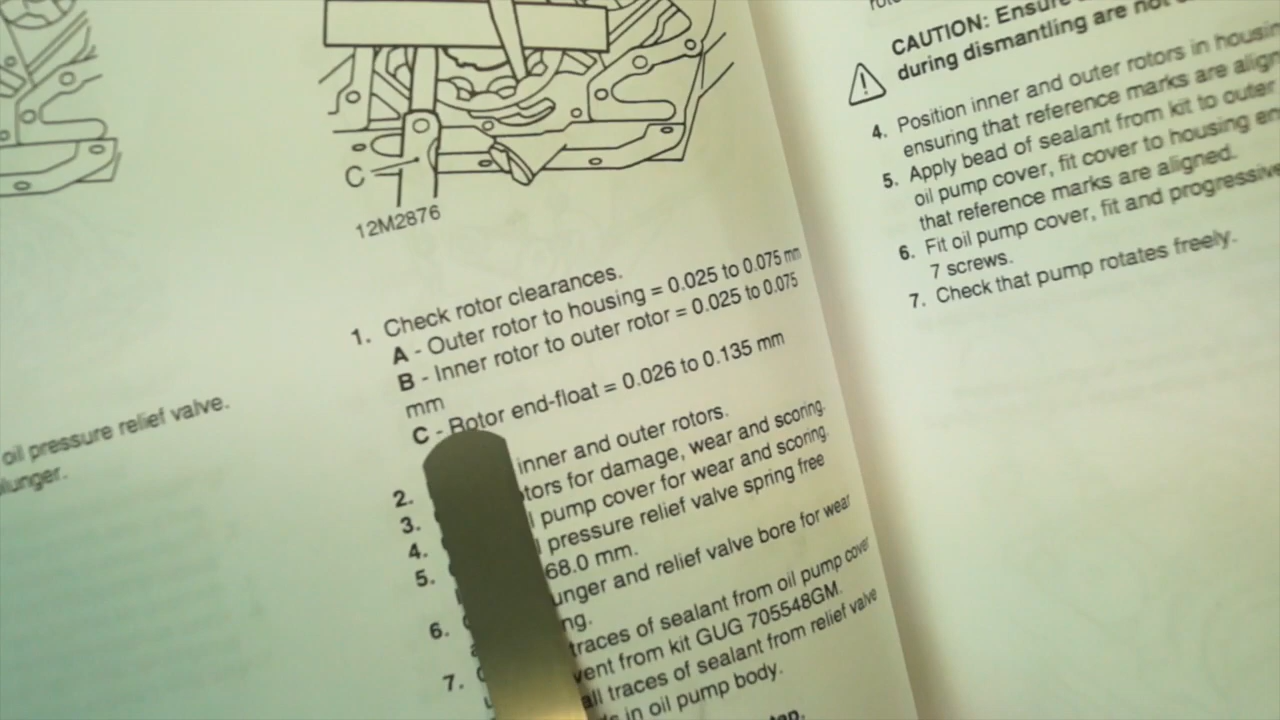 oil pressure relief valve.
plunger.
C
12M2876
1. Check rotor clearances.
A - Outer rotor to housing = 0.025 to 0.075 mm
B - Inner rotor to outer rotor = 0.025 to 0.075
mm
C - Rotor end-float = 0.026 to 0.135 mm
2. inner and outer rotors.
3. tors for damage, wear and scoring.
4. pump cover for wear and scoring.
5. pressure relief valve spring free
68.0 mm.
6. unger and relief valve bore for wear
ng.
7. traces of sealant from oil pump cover
vent from kit GUG 705548GM.
all traces of sealant from relief valve
in oil pump body.
CAUTION: Ensure
during dismantling are not
4. Position inner and outer rotors in housing
ensuring that reference marks are
5. Apply bead of sealant from kit to outer
oil pump cover, fit cover to housing
that reference marks are aligned.
6. Fit oil pump cover, fit and
7 screws.
7. Check that pump rotates freely.